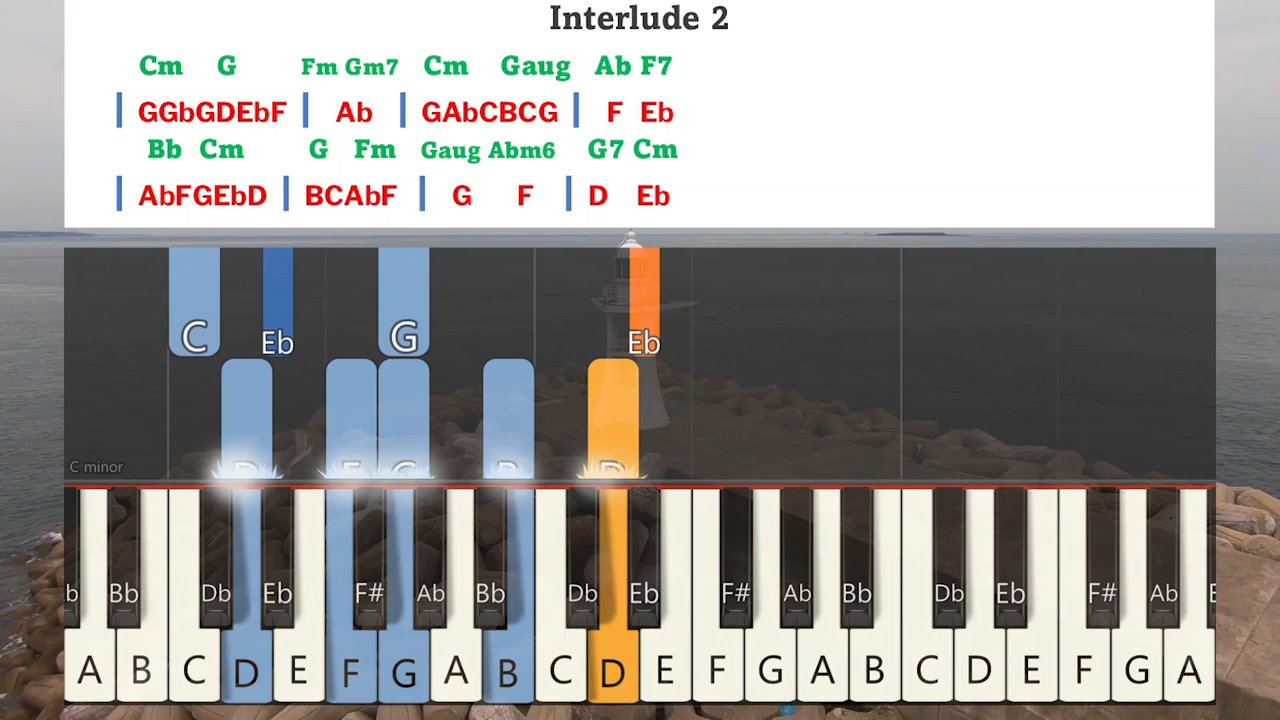 Interlude 2
Cm G Fm Gm7 Cm Gaug Ab F7
| GGbGDEbF | Ab | GAbCBCG | F Eb
Bb Cm G Fm Gaug Abm6 G7 Cm
| AbFGEbD | BCAbF | G F | D Eb
C Eb G Eb
D F G B D
C minor
b Bb Db Eb F# Ab Bb Db Eb F# Ab Bb Db Eb F# Ab
A B C D E F G A B C D E F G A B C D E F G A